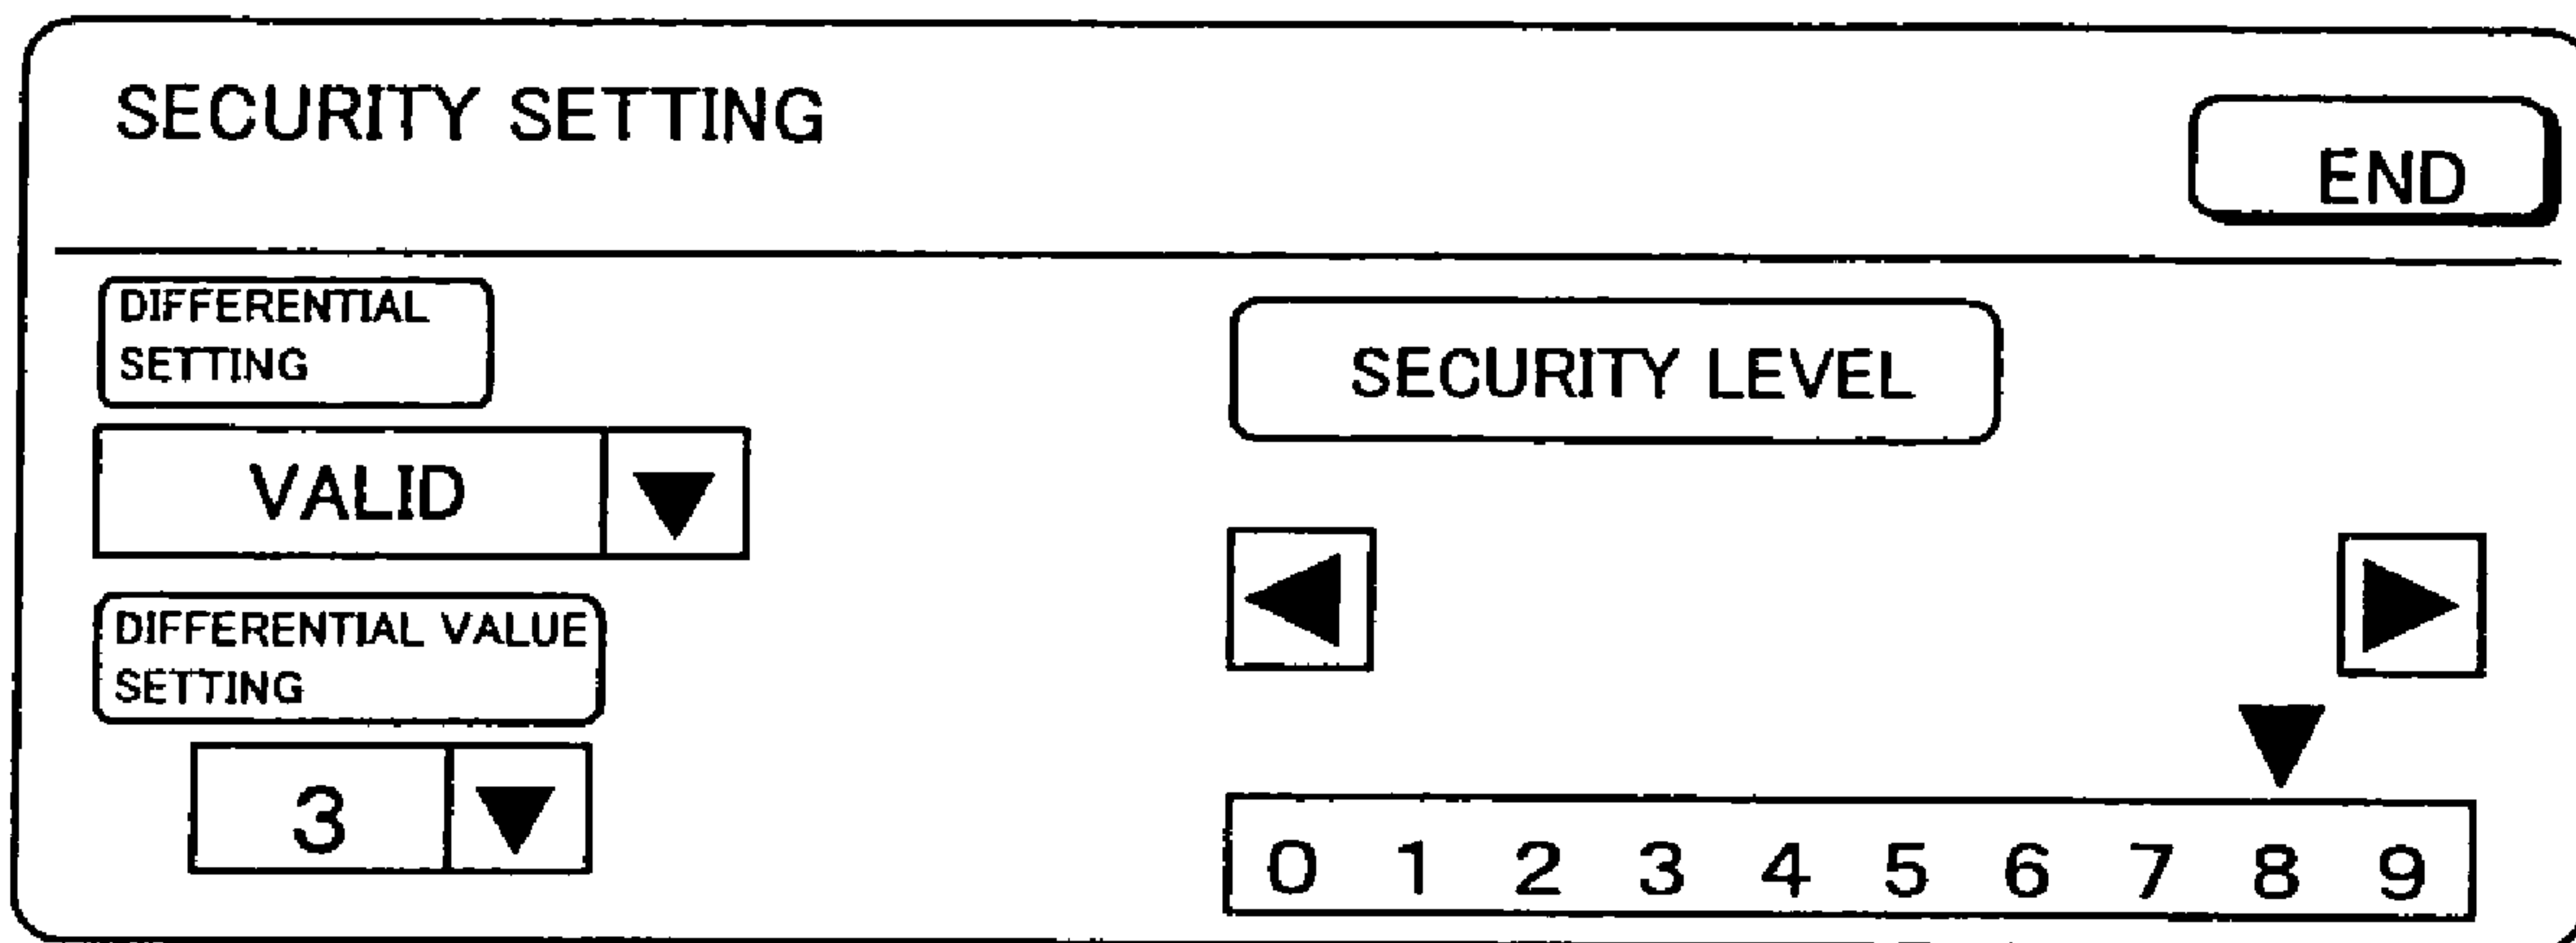 SECURITY SETTING
END
DIFFERENTIAL
SETTING
VALID
DIFFERENTIAL VALUE
SETTING
3
SECURITY LEVEL
0 1 2 3 4 5 6 7 8 9